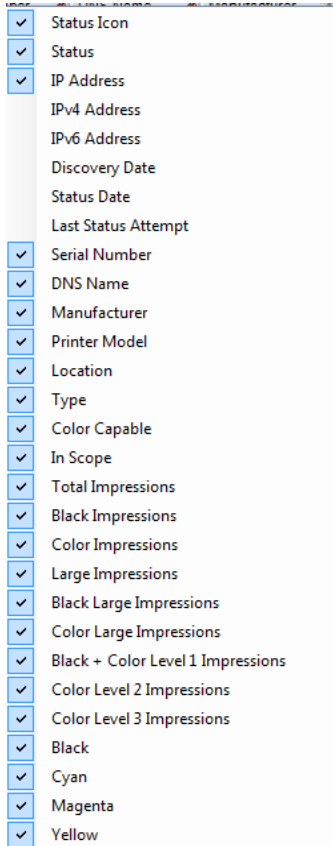 Status Icon
Status
IP Address
IPv4 Address
IPv6 Address
Discovery Date
Status Date
Last Status Attempt
Serial Number
DNS Name
Manufacturer
Printer Model
Location
Type
Color Capable
In Scope
Total Impressions
Black Impressions
Color Impressions
Large Impressions
Black Large Impressions
Color Large Impressions
Black + Color Level 1 Impressions
Color Level 2 Impressions
Color Level 3 Impressions
Black
Cyan
Magenta
Yellow